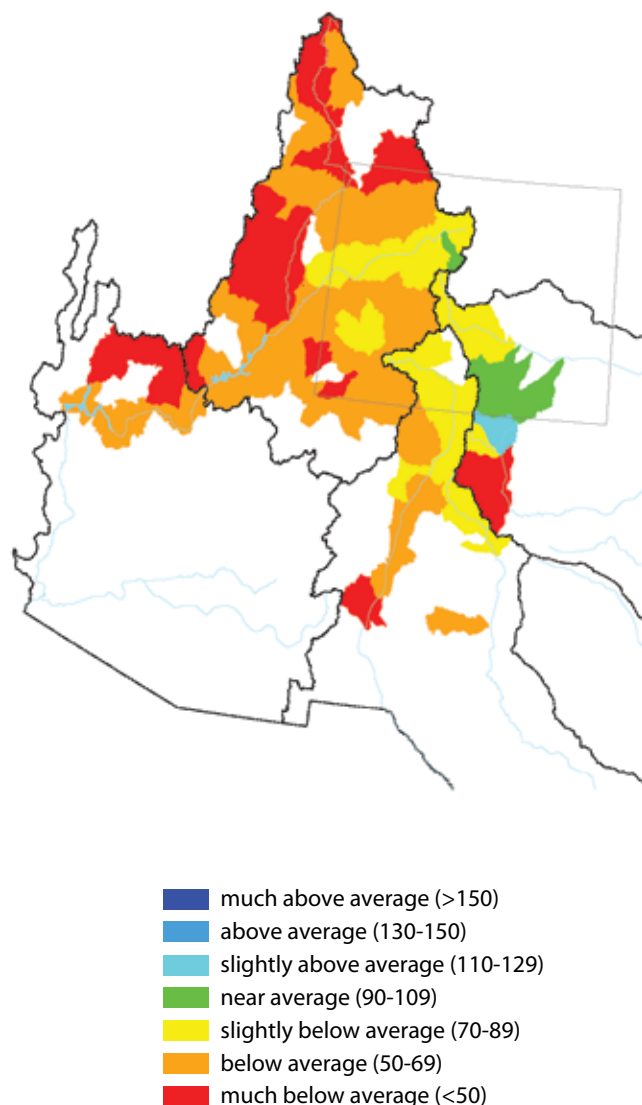 much above average (>150)
above average (130-150)
slightly above average (110-129)
near average (90-109)
slightly below average (70-89)
below average (50-69)
much below average (<50)